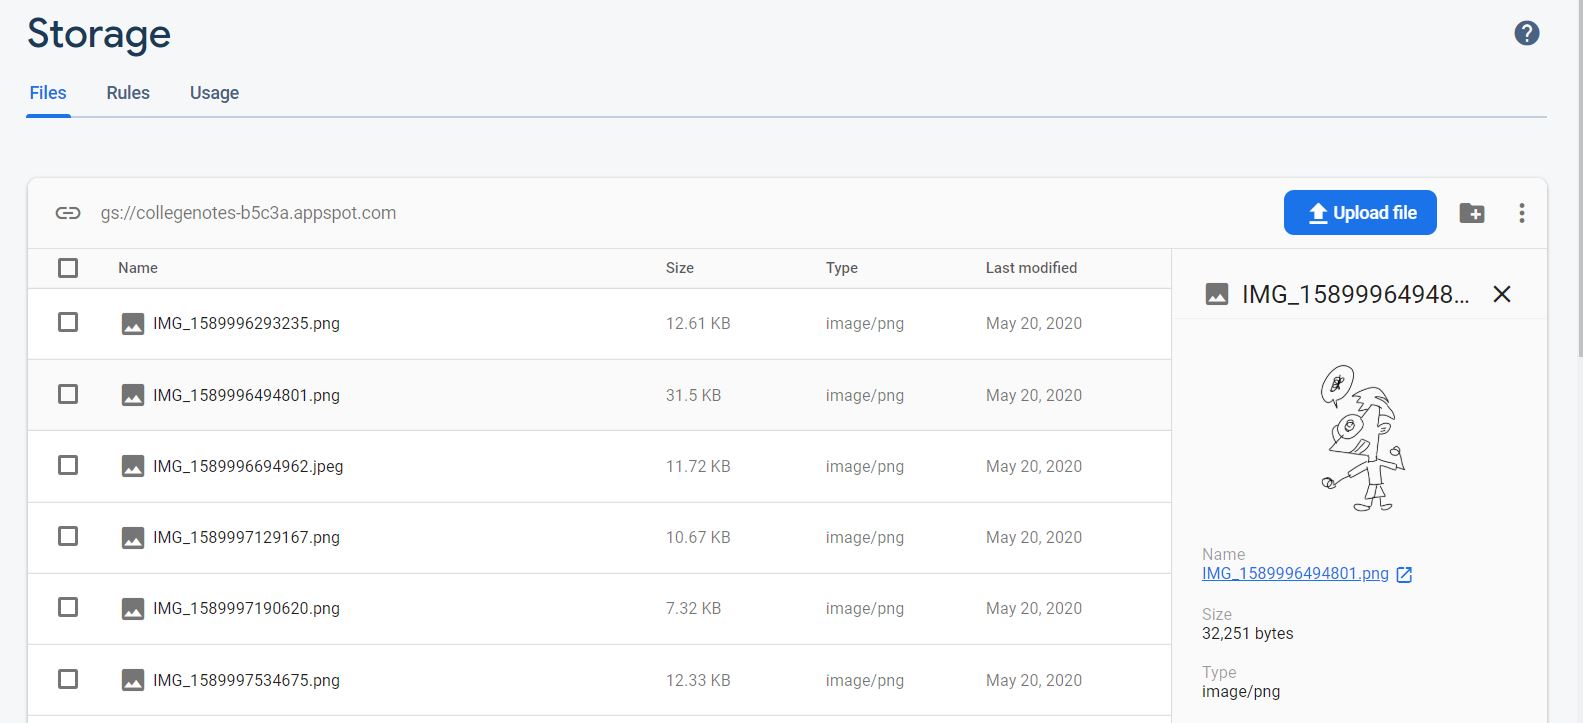 Storage
Files Rules Usage
gs://collegenotes-b5c3a.appspot.com Upload file
Name Size Type Last modified
IMG_1589996293235.png 12.61 KB image/png May 20, 2020
IMG_1589996494801.png 31.5 KB image/png May 20, 2020
IMG_1589996694962.jpeg 11.72 KB image/png May 20, 2020
IMG_1589997129167.png 10.67 KB image/png May 20, 2020
IMG_1589997190620.png 7.32 KB image/png May 20, 2020
IMG_1589997534675.png 12.33 KB image/png May 20, 2020
IMG_15899964948...
Name
IMG_1589996494801.png
Size
32,251 bytes
Type
image/png